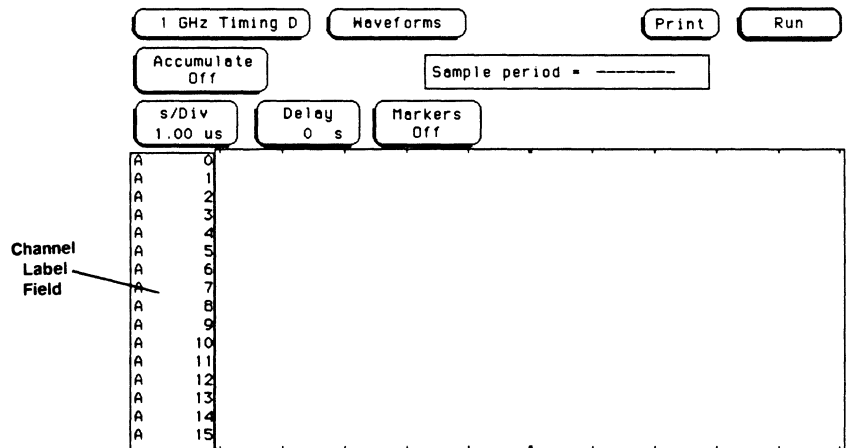 1 GHz Timing D Waveforms Print Run
Accumulate
Off
Sample period = ---------
s/Div
1.00 us
Delay
0 s
Markers
Off
A 0
A 1
A 2
A 3
A 4
A 5
A 6
A 7
A 8
A 9
A 10
A 11
A 12
A 13
A 14
A 15
Channel
Label
Field